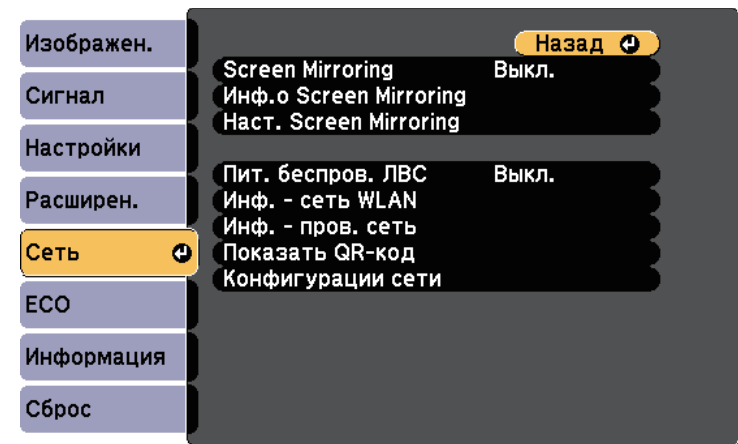 Изображен.
Сигнал
Настройки
Расширен.
Сеть
ECO
Информация
Сброс
Назад
Screen Mirroring Выкл.
Инф.о Screen Mirroring
Наст. Screen Mirroring
Пит. беспров. ЛВС Выкл.
Инф. - сеть WLAN
Инф. - пров. сеть
Показать QR-код
Конфигурации сети